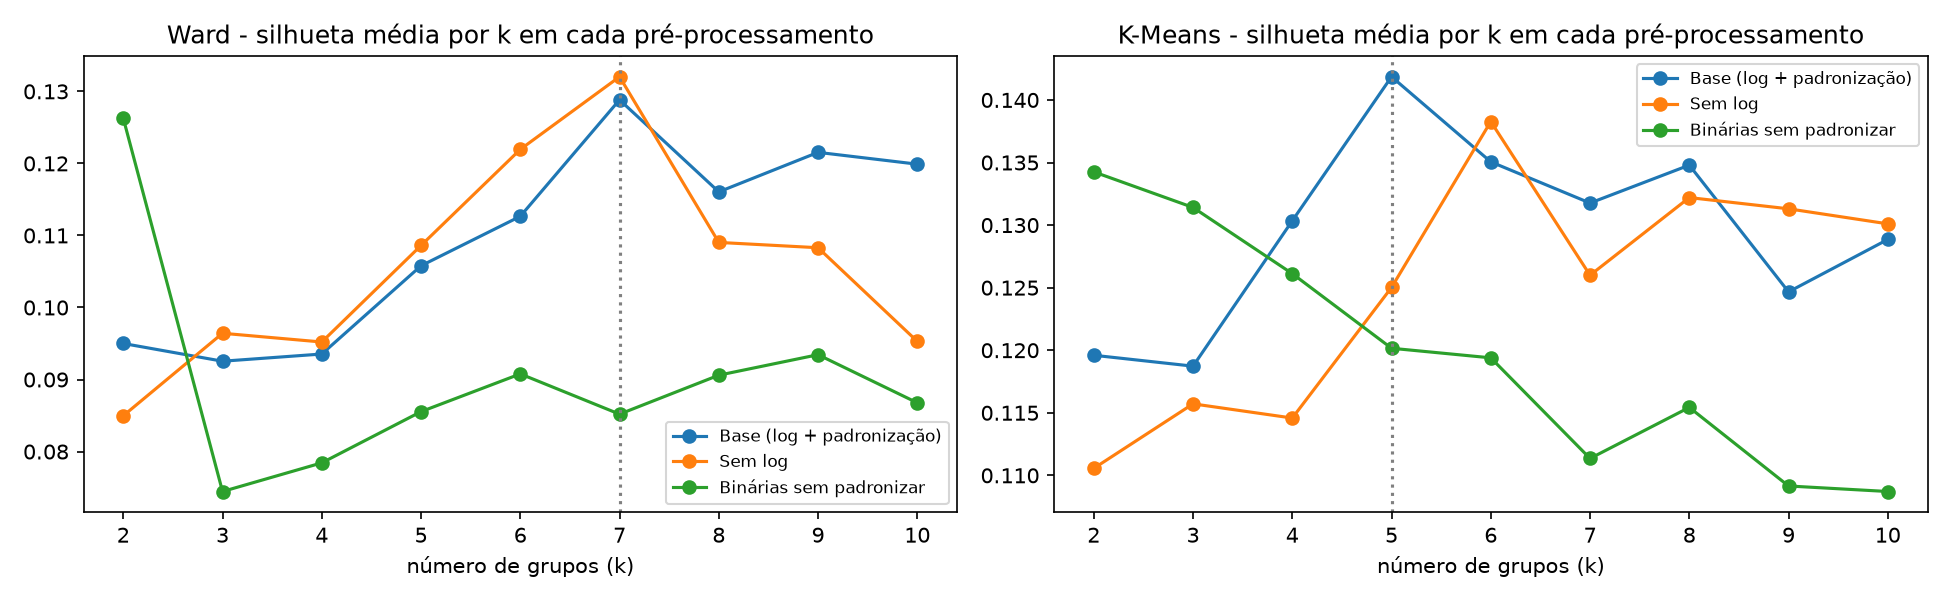 Ward - silhueta média por k em cada pré-processamento
0.13
0.12
0.11
0.10
0.09
0.08
Base (log + padronização)
Sem log
Binárias sem padronizar
2 3 4 5 6 7 8 9 10
número de grupos (k)
K-Means - silhueta média por k em cada pré-processamento
0.140
0.135
0.130
0.125
0.120
0.115
0.110
Base (log + padronização)
Sem log
Binárias sem padronizar
2 3 4 5 6 7 8 9 10
número de grupos (k)